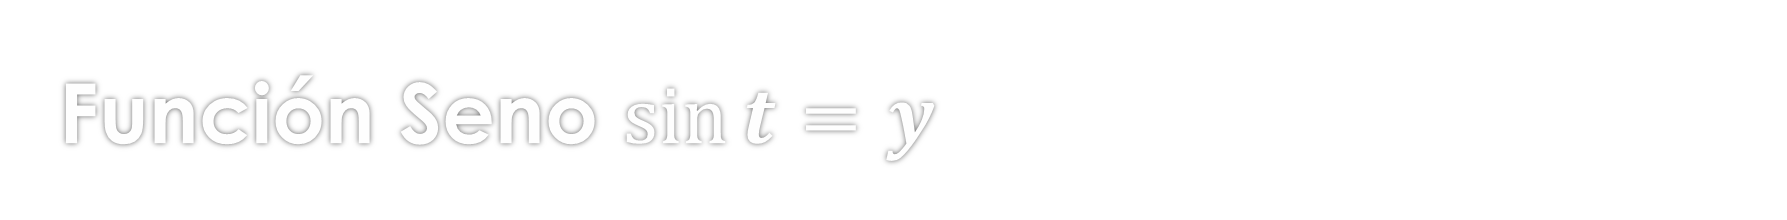 Función Seno sin t = y